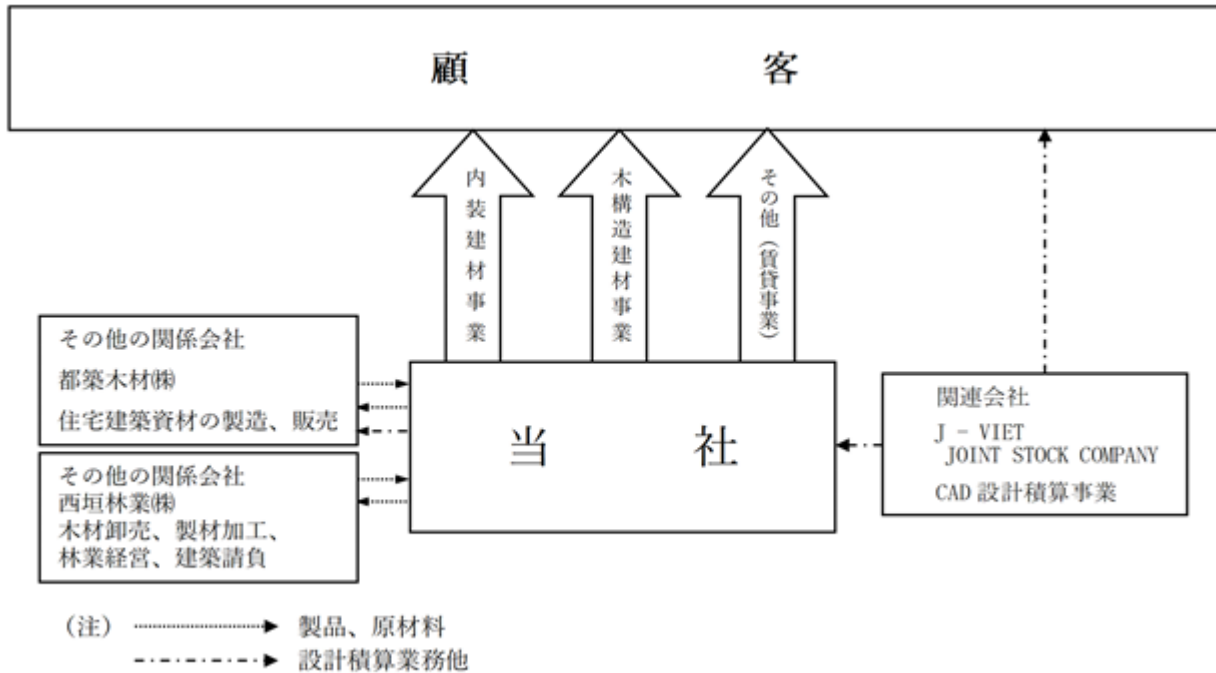 顧　客
内装建材事業
木構造建材事業
その他（賃貸事業）
その他の関係会社
都築木材㈱
住宅建築資材の製造、販売
その他の関係会社
西垣林業㈱
木材卸売、製材加工、
林業経営、建築請負
当　社
関連会社
J － VIET
JOINT STOCK COMPANY
CAD 設計積算事業
（注）　製品、原材料
設計積算業務他